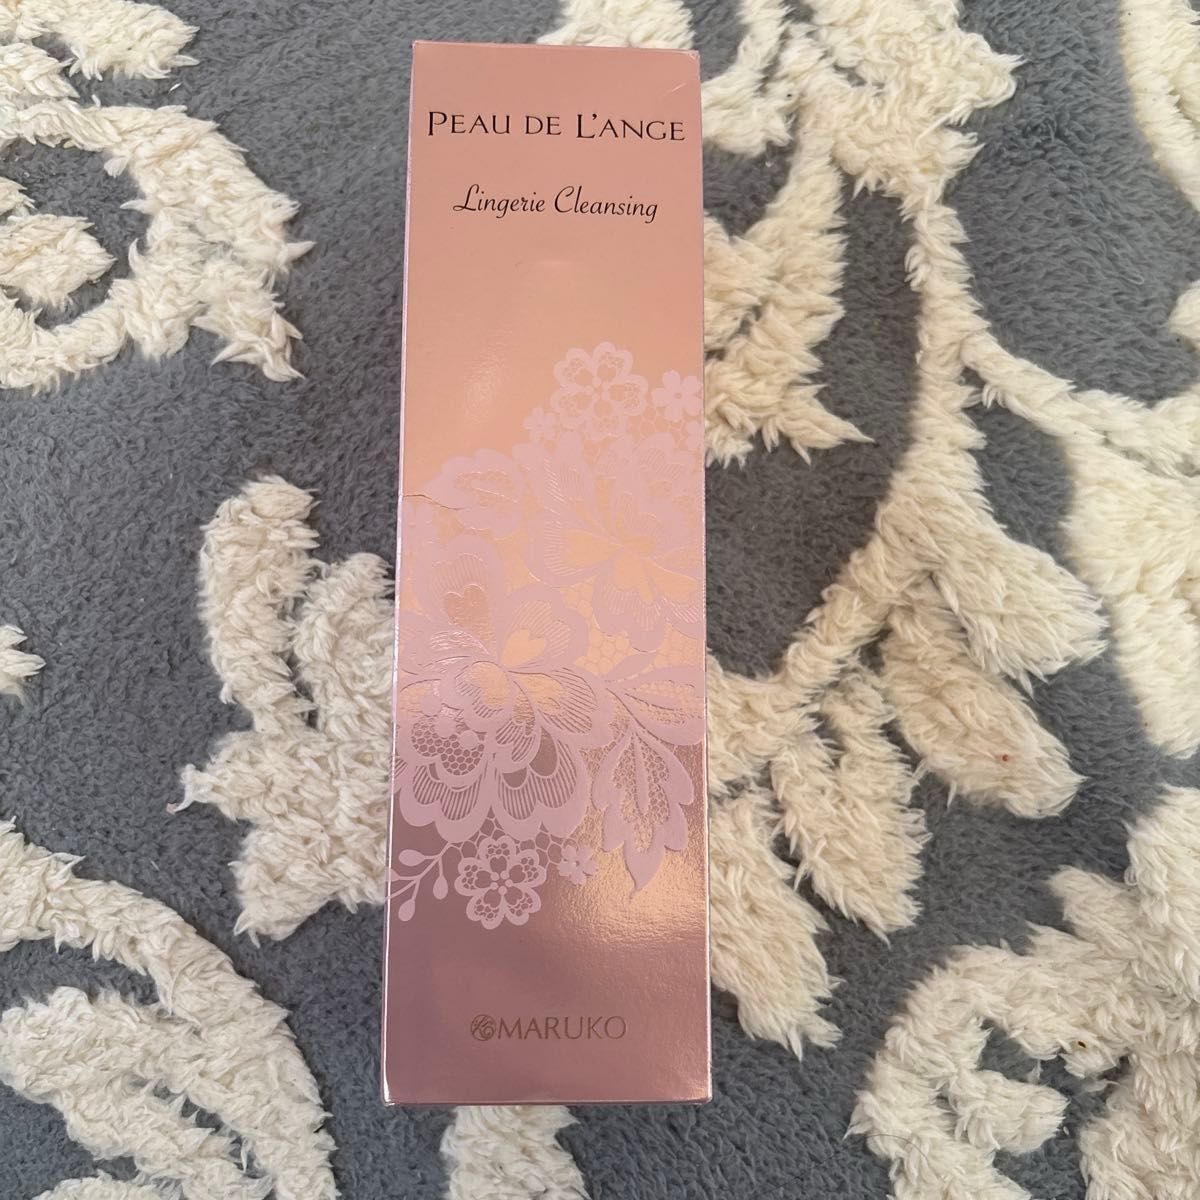 PEAU DE L'ANGE
Lingerie Cleansing
MARUKO